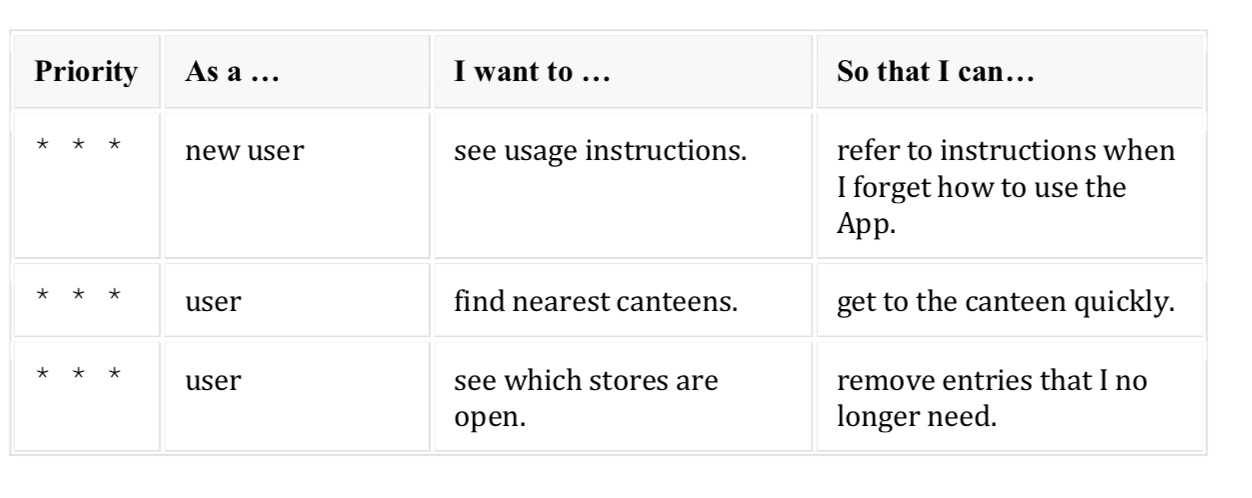 Priority As a … I want to … So that I can…
* * * new user see usage instructions. refer to instructions when
I forget how to use the
App.
* * * user find nearest canteens. get to the canteen quickly.
* * * user see which stores are remove entries that I no
open. longer need.